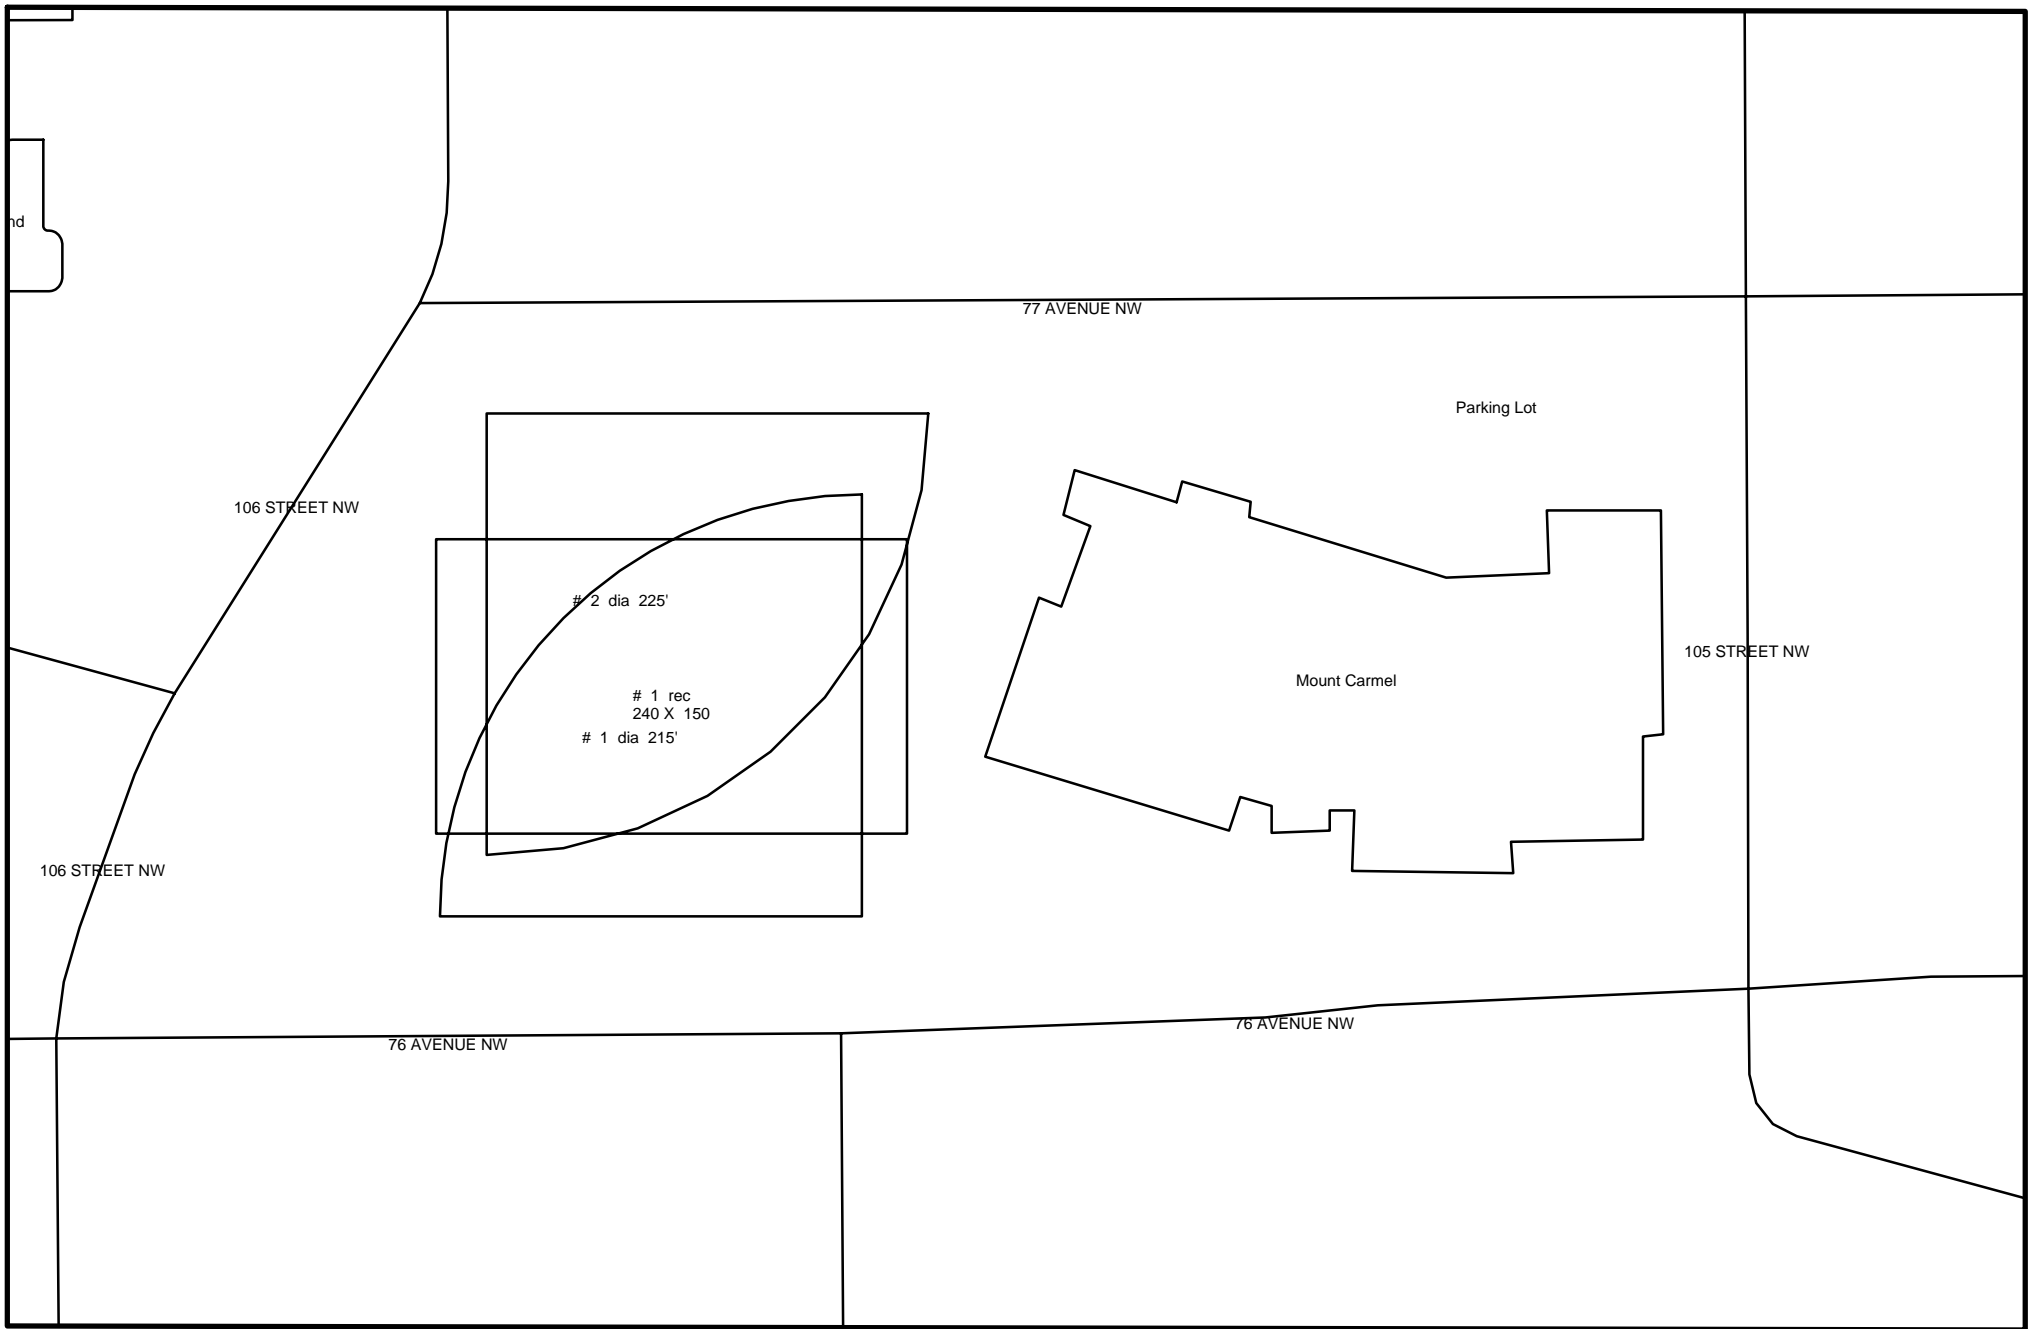 nd
77 AVENUE NW
Parking Lot
106 STREET NW
# 2 dia 225'
105 STREET NW
Mount Carmel
# 1 rec
240 X 150
# 1 dia 215'
106 STREET NW
76 AVENUE NW
76 AVENUE NW